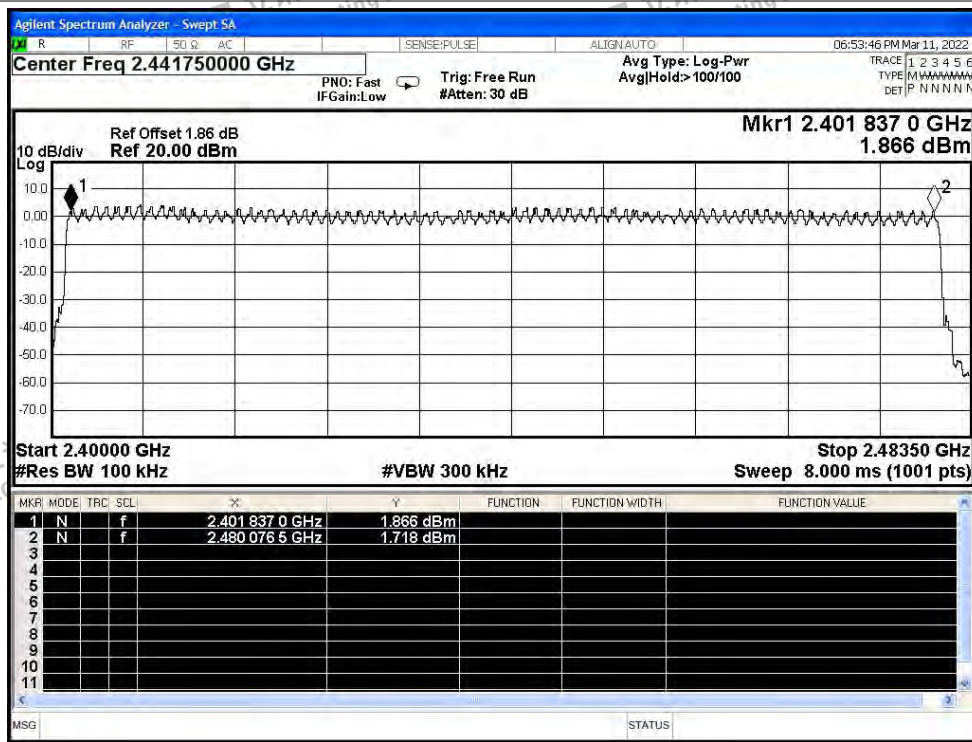 Agilent Spectrum Analyzer - Swept SA
R RF 50 Ω AC SENSE:PULSE ALIGN AUTO 06:53:46 PM Mar 11, 2022
Center Freq 2.441750000 GHz
PNO: Fast
IFGain:Low
Trig: Free Run
#Atten: 30 dB
Avg Type: Log-Pwr
Avg|Hold:>100/100
TRACE 1 2 3 4 5 6
TYPE M
DET P N N N N N
Ref Offset 1.86 dB
Mkr1 2.401 837 0 GHz
10 dB/div Ref 20.00 dBm
1.866 dBm
Log
10.0
0.00
-10.0
-20.0
-30.0
-40.0
-50.0
-60.0
-70.0
1
2
Start 2.40000 GHz
Stop 2.48350 GHz
#Res BW 100 kHz
#VBW 300 kHz
Sweep 8.000 ms (1001 pts)
MKR MODE TRC SCL X Y FUNCTION FUNCTION WIDTH FUNCTION VALUE
1 N f 2.401 837 0 GHz 1.866 dBm
2 N f 2.480 076 5 GHz 1.718 dBm
3
4
5
6
7
8
9
10
11
MSG STATUS